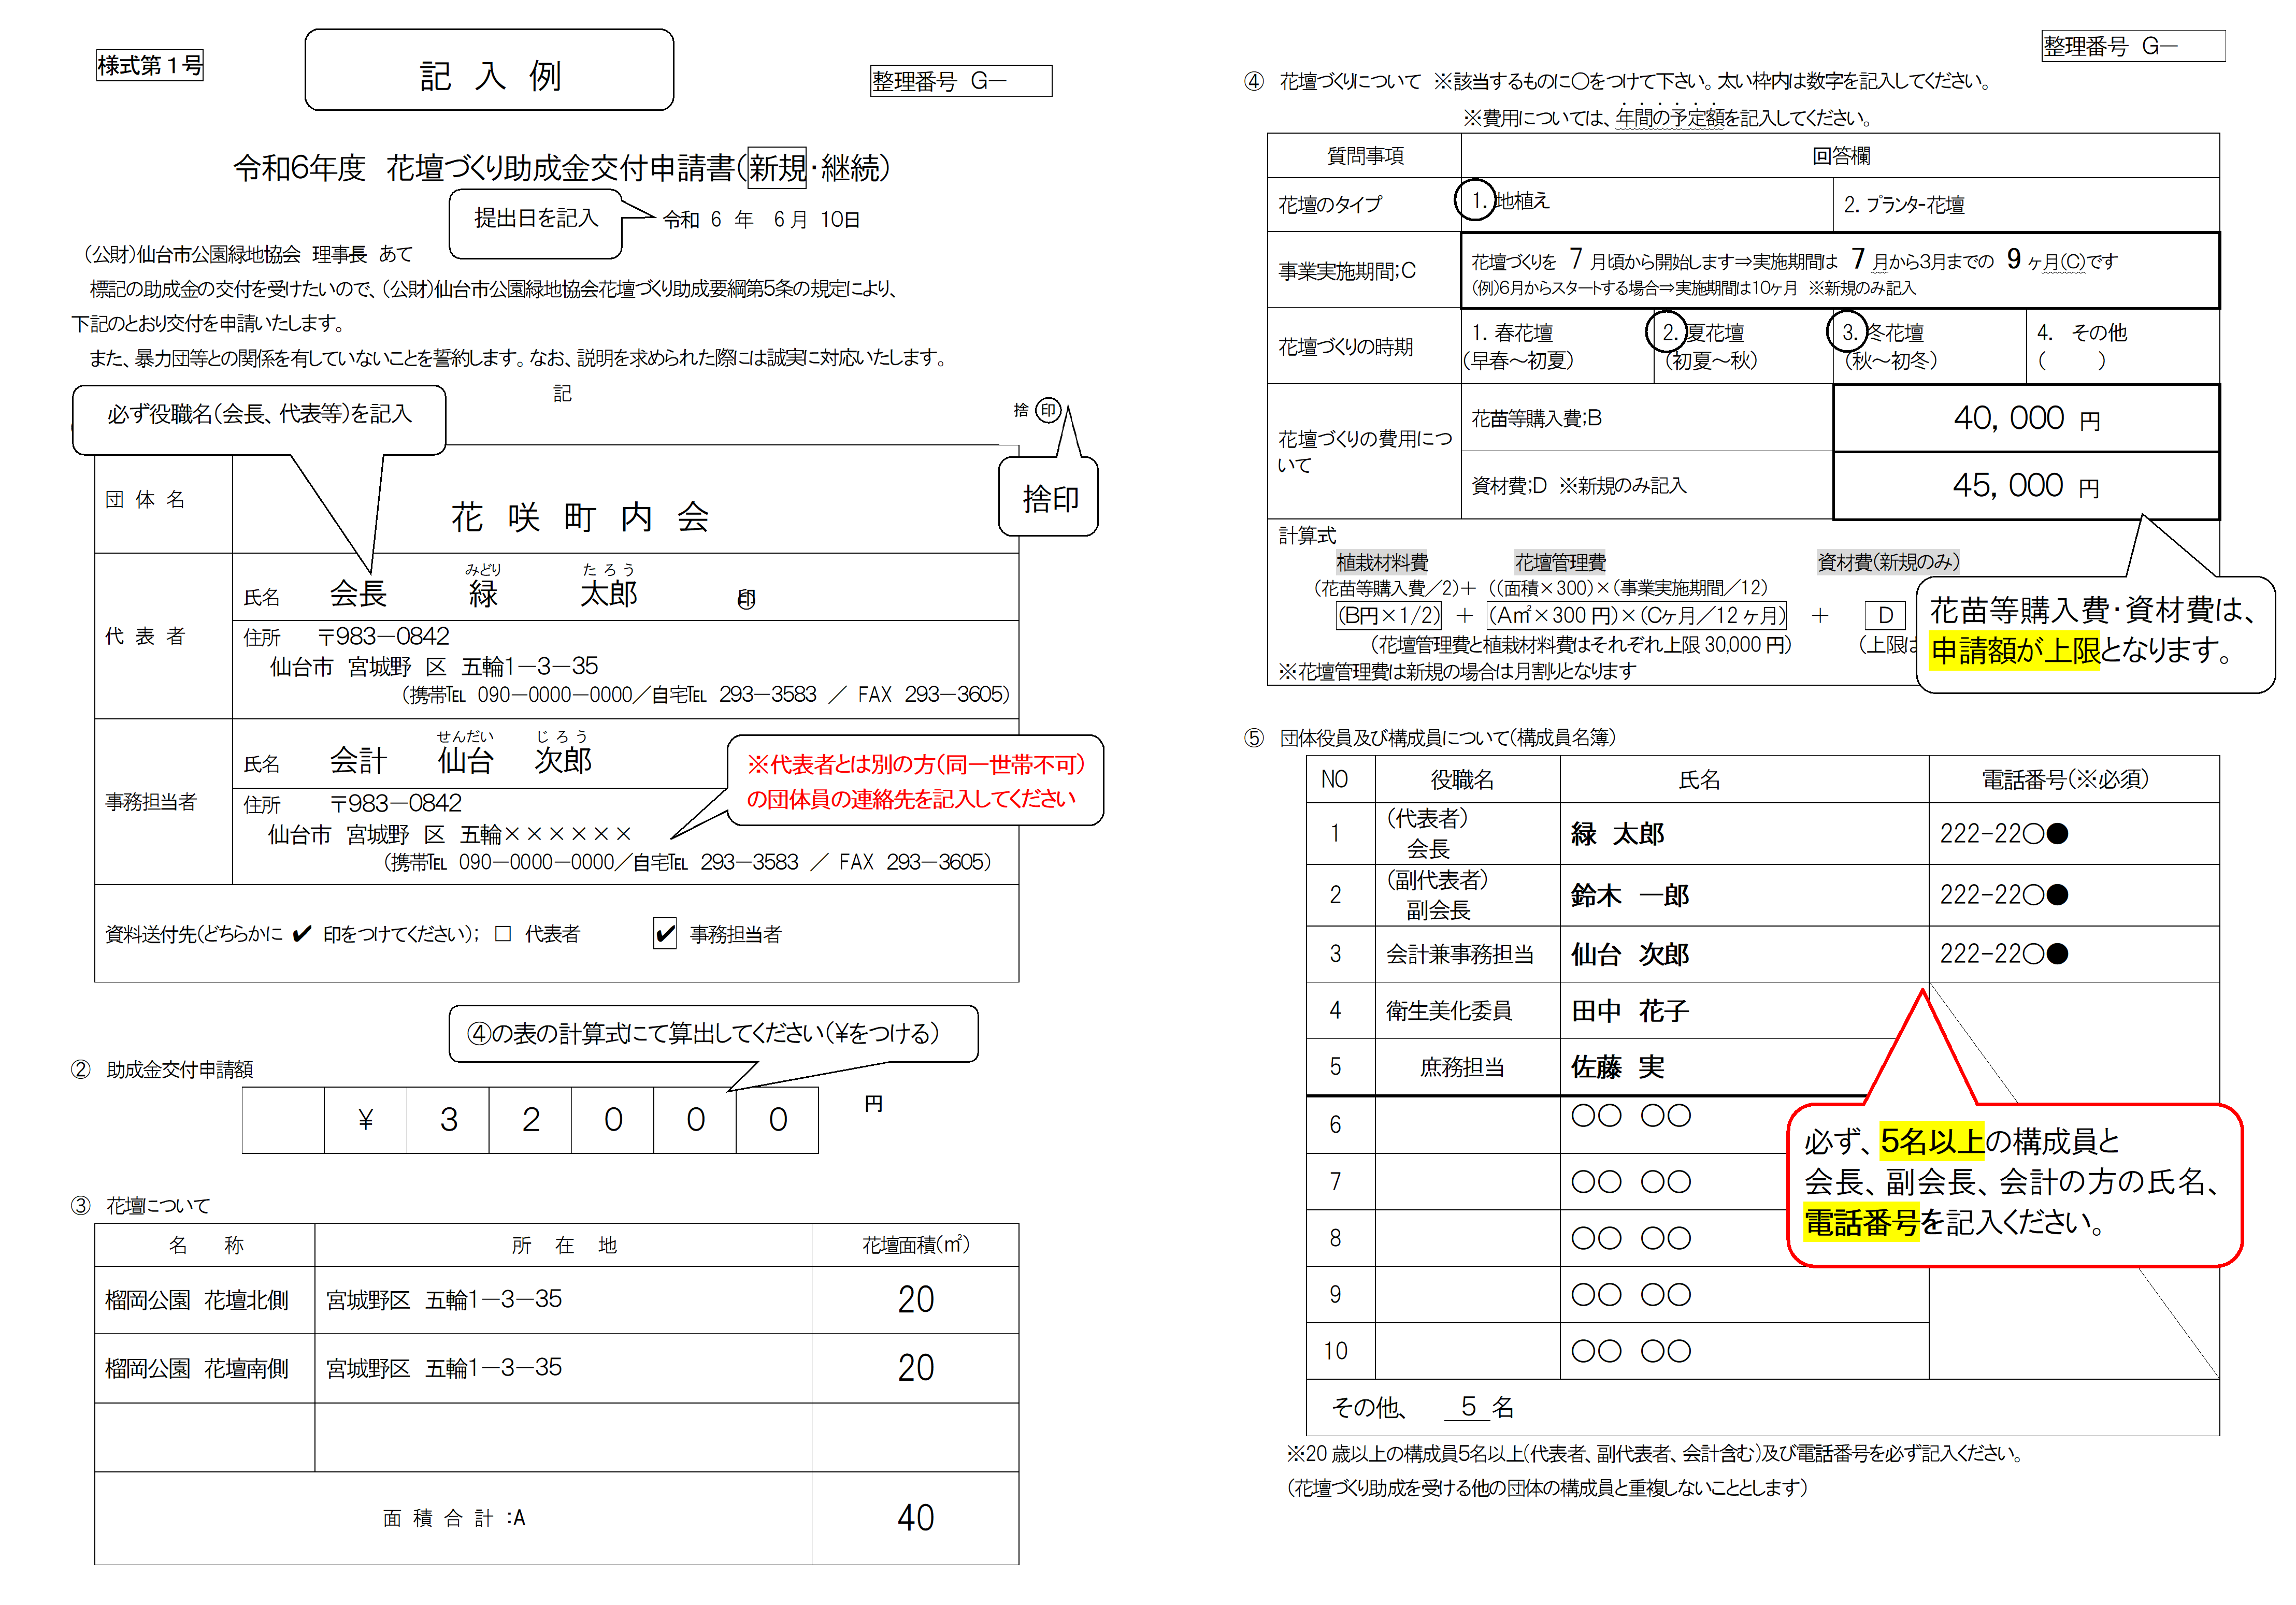 様式第1号
記 入 例
整理番号 G－
令和6年度 花壇づくり助成金交付申請書(新規・継続)
提出日を記入
令和 6 年 6月 10日
(公財)仙台市公園緑地協会 理事長 あて
標記の助成金の交付を受けたいので、(公財)仙台市公園緑地協会花壇づくり助成要綱第5条の規定により、
下記のとおり交付を申請いたします。
また、暴力団等との関係を有していないことを誓約します。なお、説明を求められた際には誠実に対応いたします。
記
必ず役職名(会長、代表等)を記入
捨 ㊞
捨印
団 体 名
花 咲 町 内 会
代 表 者
みどり たろう
氏名 会長 緑 太郎 ㊞
住所 〒983－0842
仙台市 宮城野 区 五輪1－3－35
(携帯℡ 090－0000－0000／自宅℡ 293－3583 ／ FAX 293－3605)
事務担当者
せんだい じろう
氏名 会計 仙台 次郎
※代表者とは別の方(同一世帯不可)
の団体員の連絡先を記入してください
住所 〒983－0842
仙台市 宮城野 区 五輪××××××
(携帯℡ 090－0000－0000／自宅℡ 293－3583 ／ FAX 293－3605)
資料送付先(どちらかに ✔ 印をつけてください); □ 代表者 ✔ 事務担当者
④の表の計算式にて算出してください(¥をつける)
② 助成金交付申請額
¥ 3 2 0 0 0 円
③ 花壇について
名 称 所 在 地 花壇面積(㎡)
榴岡公園 花壇北側 宮城野区 五輪1－3－35 20
榴岡公園 花壇南側 宮城野区 五輪1－3－35 20
面 積 合 計 :A 40
整理番号 G－
④ 花壇づくりについて ※該当するものに○をつけて下さい。太い枠内は数字を記入してください。
※費用については、年間の予定額を記入してください。
質問事項 回答欄
花壇のタイプ 1. 地植え 2. プランター花壇
事業実施期間;C
花壇づくりを 7 月頃から開始します⇒実施期間は 7 月から3月までの 9 ヶ月(C)です
(例)6月からスタートする場合⇒実施期間は10ヶ月 ※新規のみ記入
花壇づくりの時期
1. 春花壇 2. 夏花壇 3. 冬花壇 4. その他
(早春～初夏) (初夏～秋) (秋～初冬) ( )
花壇づくりの費用について
花苗等購入費;B 40,000 円
資材費;D ※新規のみ記入 45,000 円
計算式
植栽材料費 花壇管理費 資材費(新規のみ)
(花苗等購入費／2)＋ ((面積×300)×(事業実施期間／12)
(B円×1/2) ＋ (A㎡×300円)×(Cヶ月／12ヶ月) ＋ D
(花壇管理費と植栽材料費はそれぞれ上限30,000円) (上限は
※花壇管理費は新規の場合は月割りとなります
花苗等購入費・資材費は、
申請額が上限となります。
⑤ 団体役員及び構成員について(構成員名簿)
NO 役職名 氏名 電話番号(※必須)
1 (代表者) 会長 緑 太郎 222-22○●
2 (副代表者) 副会長 鈴木 一郎 222-22○●
3 会計兼事務担当 仙台 次郎 222-22○●
4 衛生美化委員 田中 花子
5 庶務担当 佐藤 実
6 ○○ ○○
7 ○○ ○○
8 ○○ ○○
9 ○○ ○○
10 ○○ ○○
必ず、5名以上の構成員と
会長、副会長、会計の方の氏名、
電話番号を記入ください。
その他、 5 名
※20歳以上の構成員5名以上(代表者、副代表者、会計含む)及び電話番号を必ず記入ください。
(花壇づくり助成を受ける他の団体の構成員と重複しないこととします)